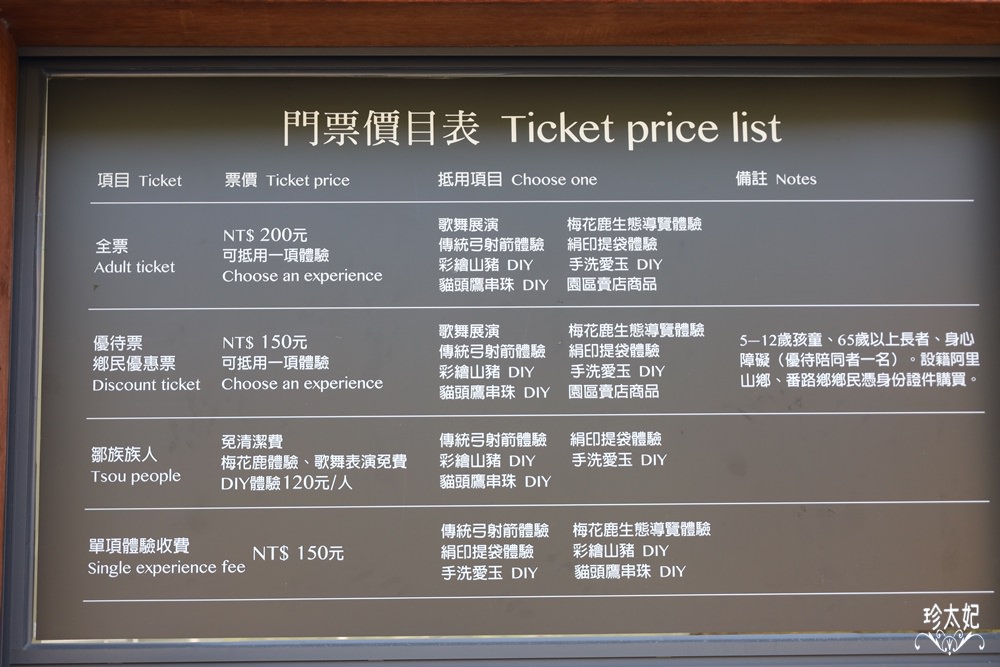 門票價目表 Ticket price list
項目 Ticket 票價 Ticket price 抵用項目 Choose one 備註 Notes
全票
Adult ticket
NT$ 200元
可抵用一項體驗
Choose an experience
歌舞展演 梅花鹿生態導覽體驗
傳統弓射箭體驗 絹印提袋體驗
彩繪山豬 DIY 手洗愛玉 DIY
貓頭鷹串珠 DIY 園區賣店商品
優待票
鄉民優惠票
Discount ticket
NT$ 150元
可抵用一項體驗
Choose an experience
歌舞展演 梅花鹿生態導覽體驗
傳統弓射箭體驗 絹印提袋體驗
彩繪山豬 DIY 手洗愛玉 DIY
貓頭鷹串珠 DIY 園區賣店商品
5—12歲孩童、65歲以上長者、身心
障礙（優待陪同者一名）。設籍阿里
山鄉、番路鄉鄉民憑身份證件購買。
鄒族族人
Tsou people
免清潔費
梅花鹿體驗、歌舞表演免費
DIY體驗120元/人
傳統弓射箭體驗 絹印提袋體驗
彩繪山豬 DIY 手洗愛玉 DIY
貓頭鷹串珠 DIY
單項體驗收費
Single experience fee
NT$ 150元
傳統弓射箭體驗 梅花鹿生態導覽體驗
絹印提袋體驗 彩繪山豬 DIY
手洗愛玉 DIY 貓頭鷹串珠 DIY
珍太妃